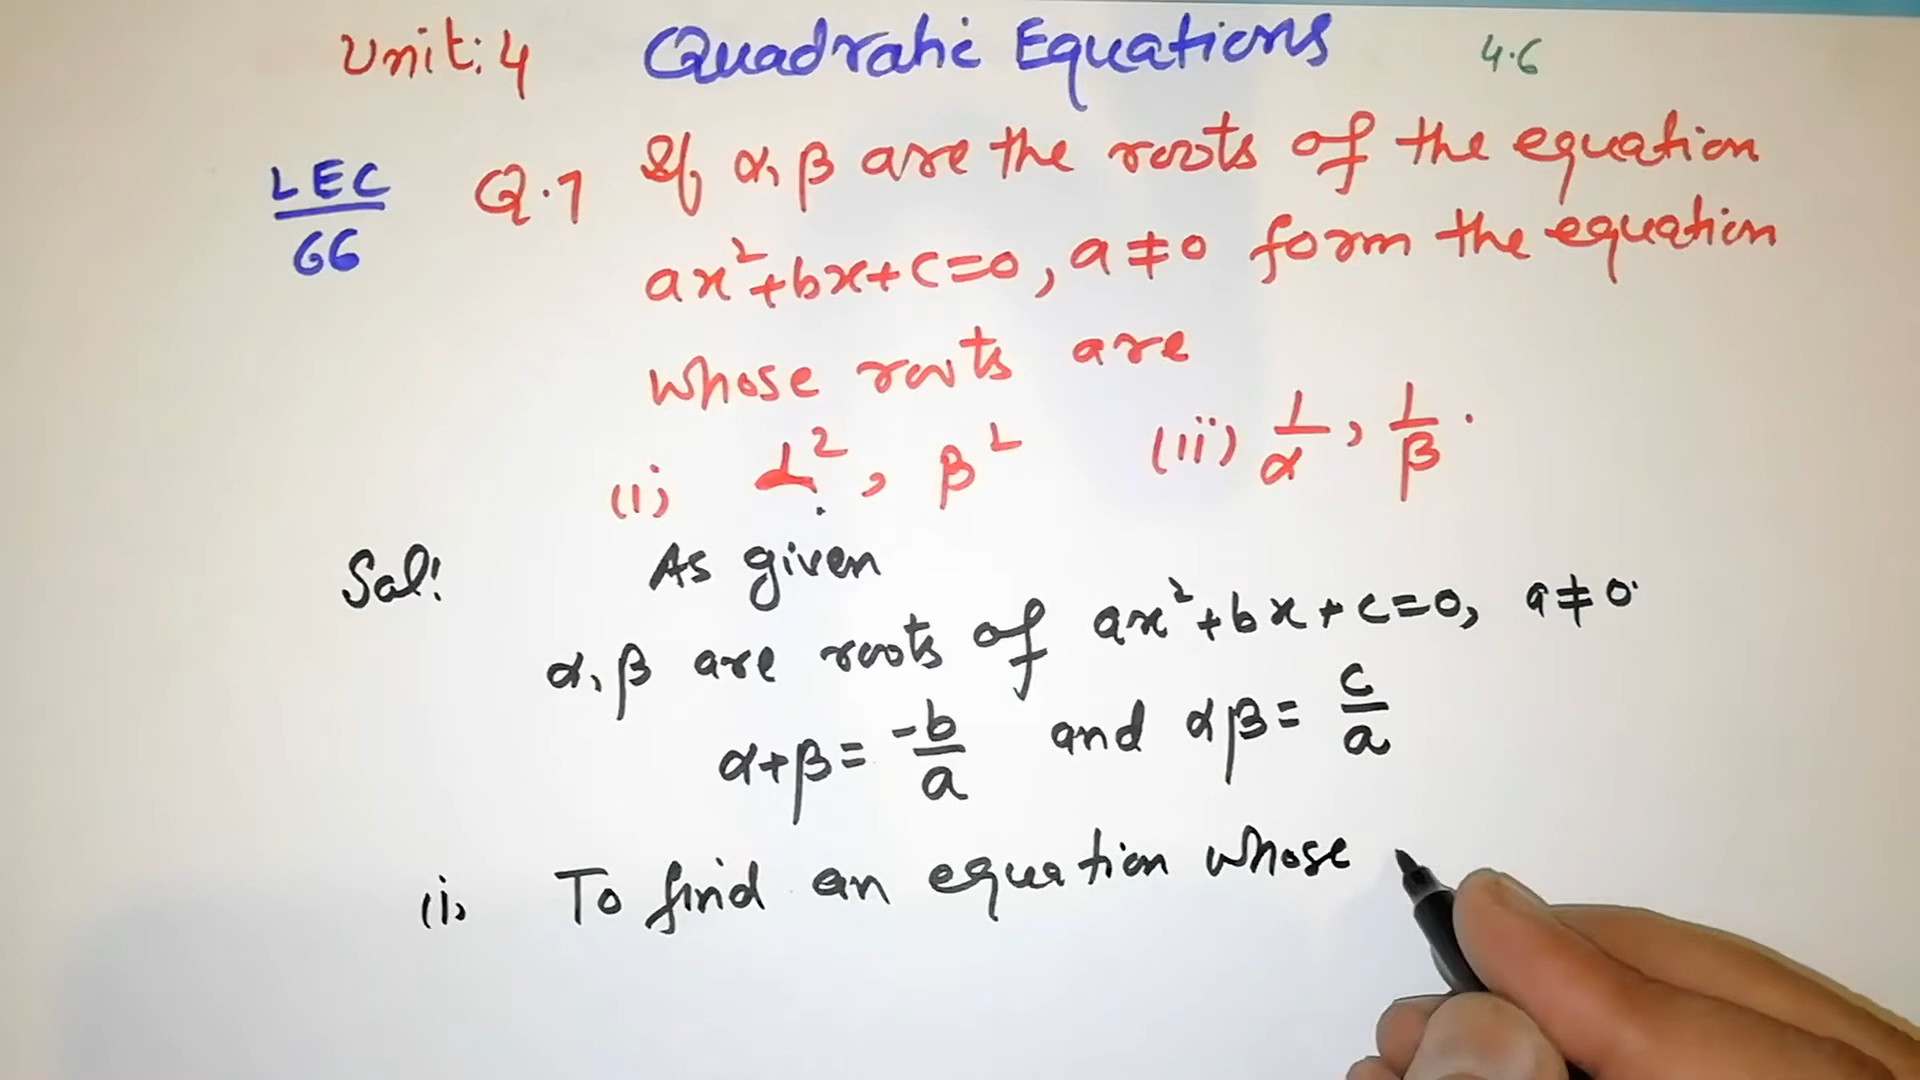 Unit: 4 Quadratic Equations 4.6
LEC
66
Q.7 If α, β are the roots of the equation
ax²+bx+c=0, a≠0 form the equation
whose roots are
(i) α², β² (ii) 1/α, 1/β.
Sol: As given
α, β are roots of ax²+bx+c=0, a≠0.
α+β = -b/a and αβ = c/a
(i) To find an equation whose